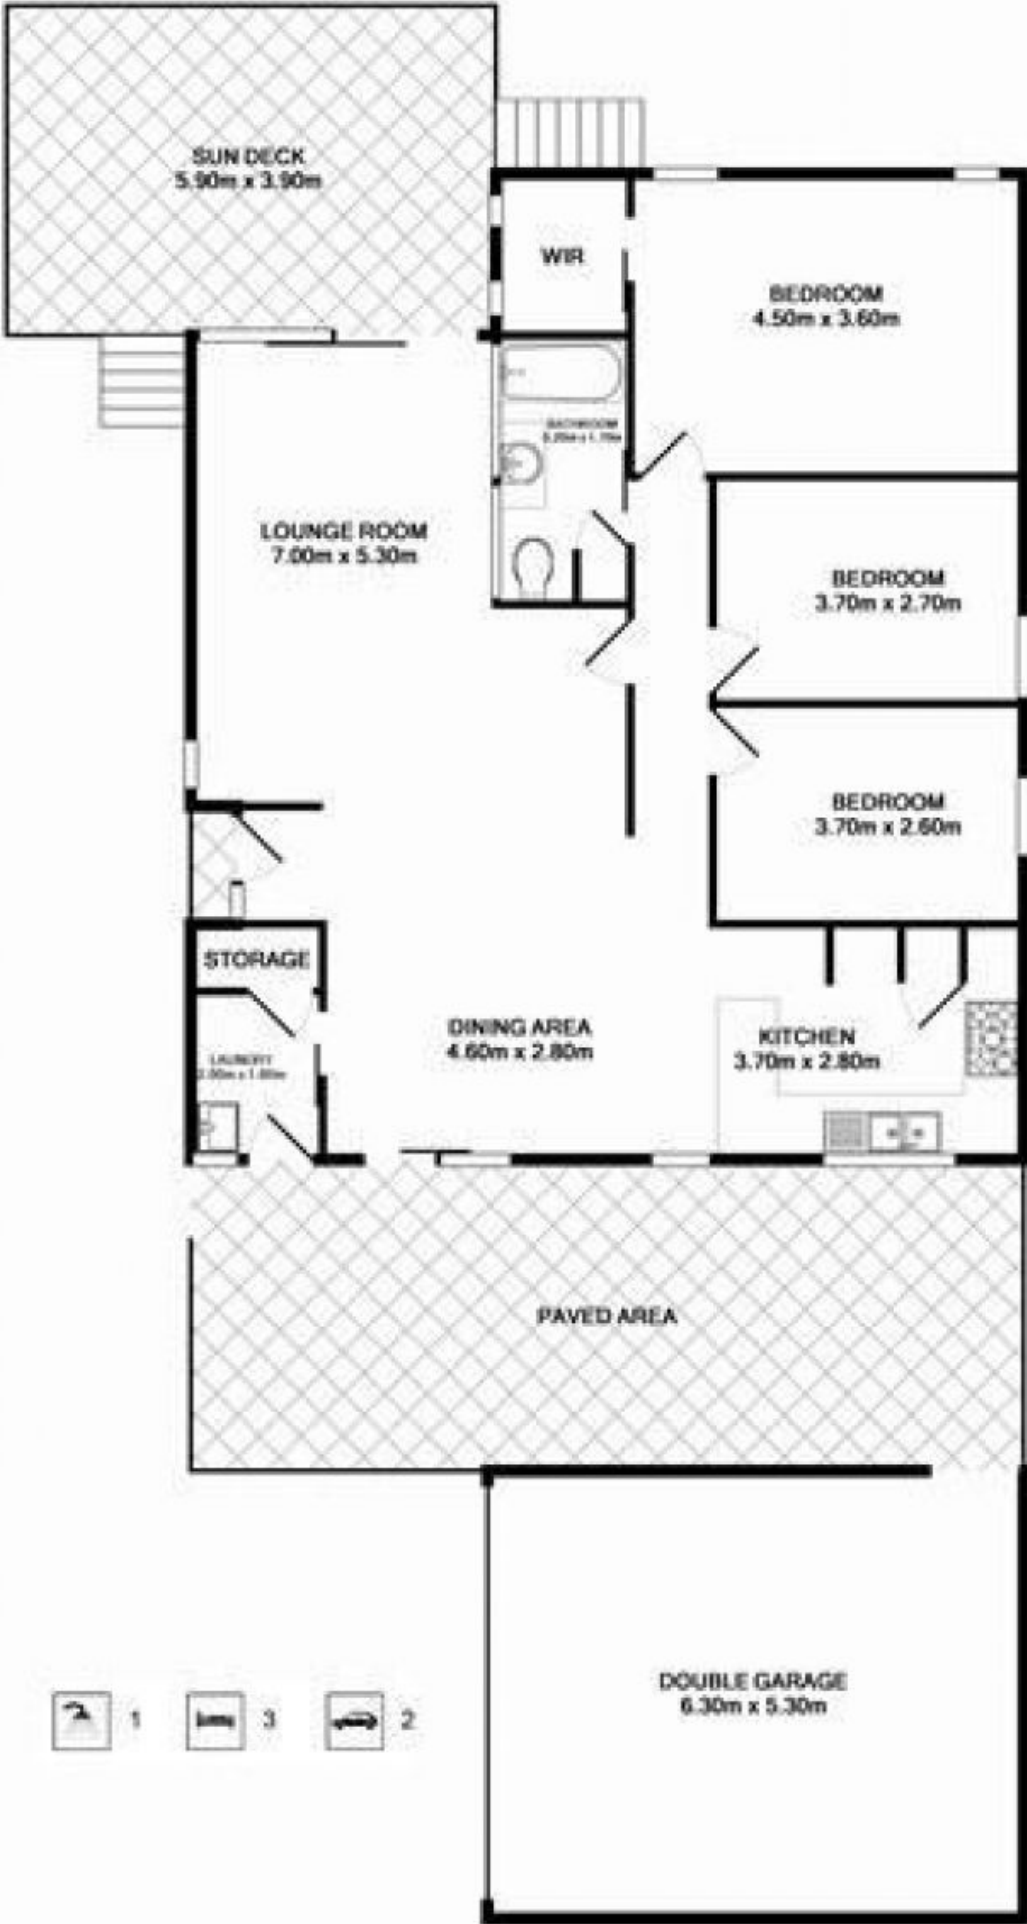 SUN DECK
5.90m x 3.90m
WIR
BEDROOM
4.50m x 3.60m
BATHROOM
LOUNGE ROOM
7.00m x 5.30m
BEDROOM
3.70m x 2.70m
BEDROOM
3.70m x 2.60m
STORAGE
DINING AREA
4.60m x 2.80m
KITCHEN
3.70m x 2.80m
LAUNDRY
PAVED AREA
DOUBLE GARAGE
6.30m x 5.30m
1 3 2